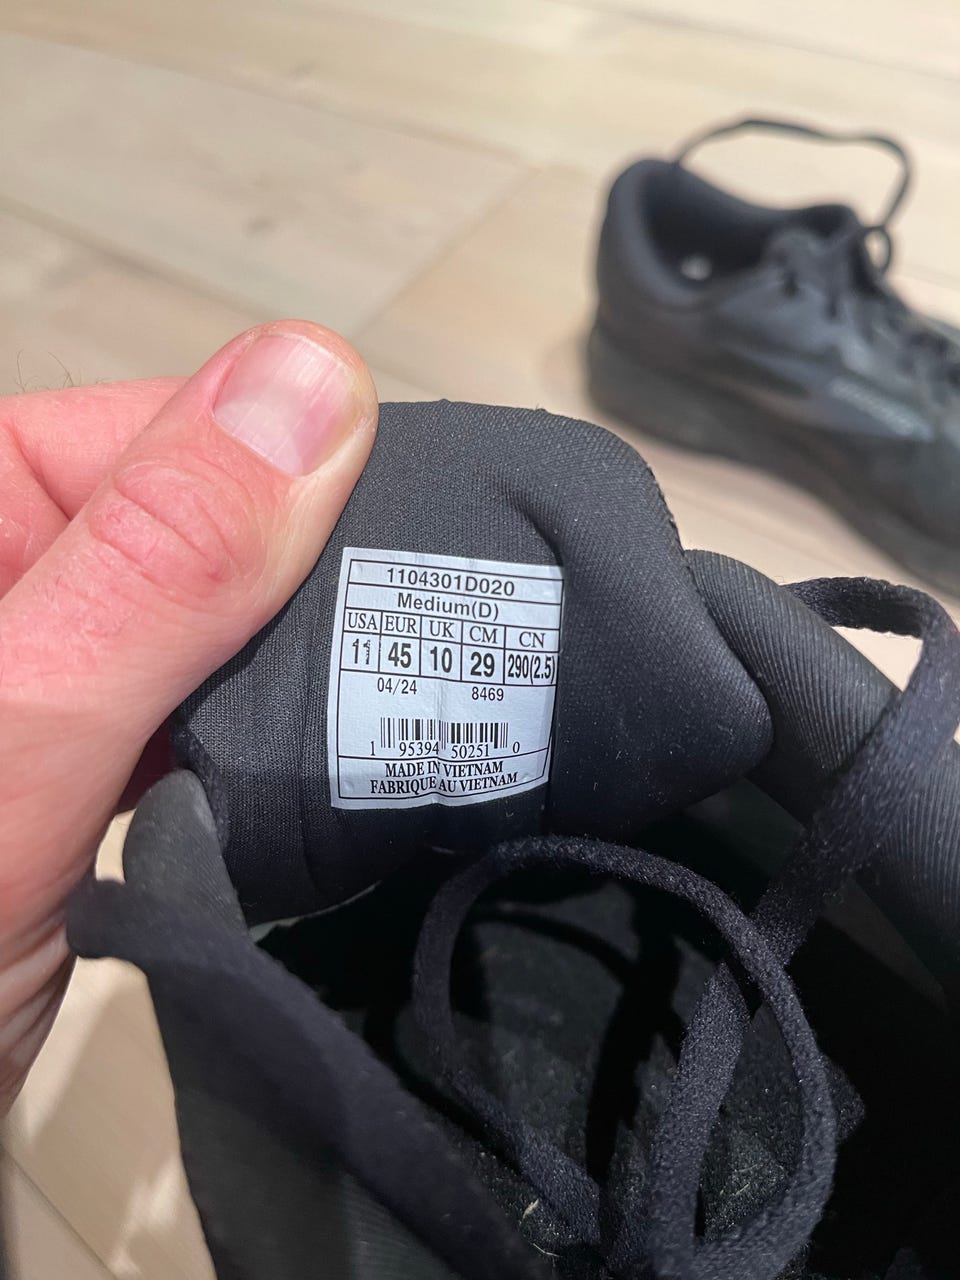 1104301D020
Medium(D)
USA EUR UK CM CN
11 45 10 29 290(2.5)
04/24 8469
1 95394 50251 0
MADE IN VIETNAM
FABRIQUE AU VIETNAM